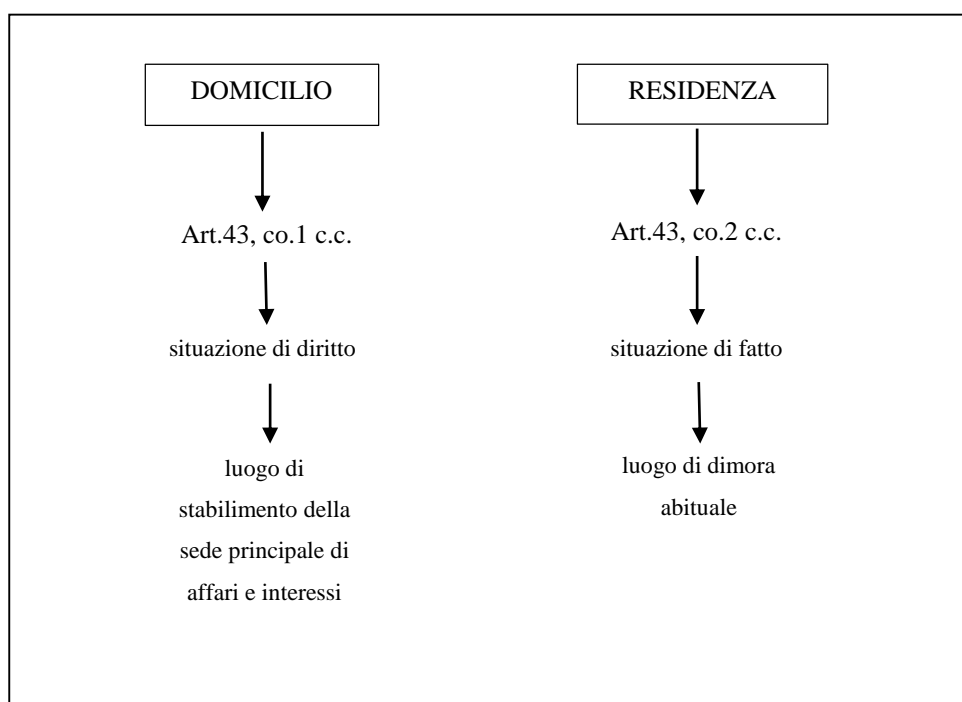 DOMICILIO
Art.43, co.1 c.c.
situazione di diritto
luogo di
stabilimento della
sede principale di
affari e interessi
RESIDENZA
Art.43, co.2 c.c.
situazione di fatto
luogo di dimora
abituale